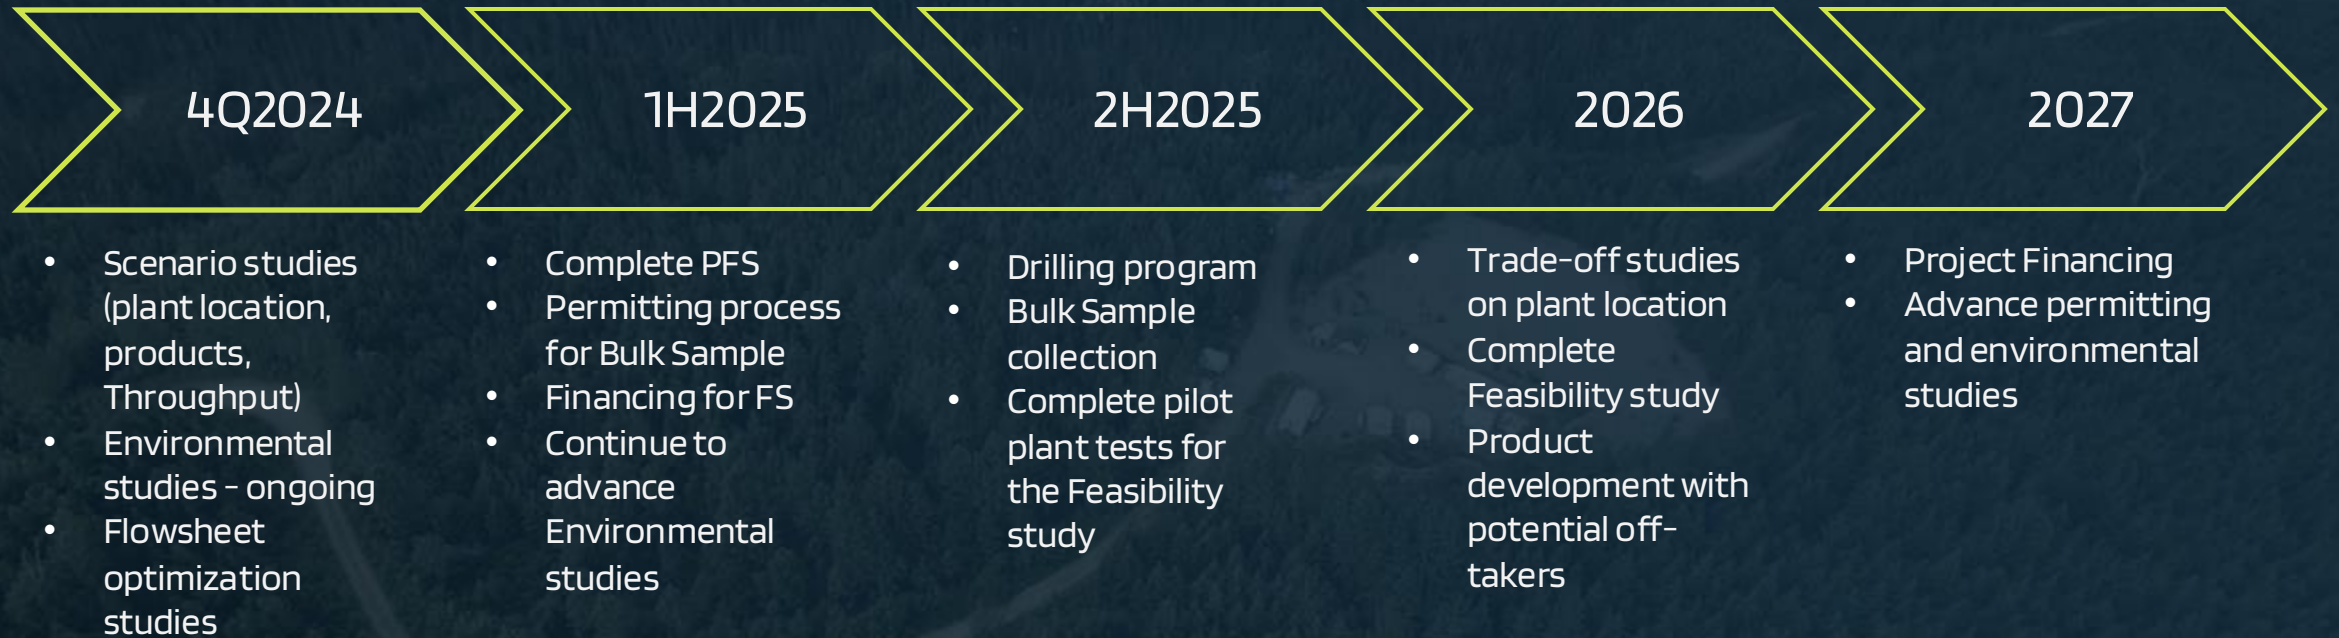 4Q2024
1H2025
2H2025
2026
2027
• Scenario studies
(plant location,
products,
Throughput)
• Environmental
studies - ongoing
• Flowsheet
optimization
studies
• Complete PFS
• Permitting process
for Bulk Sample
• Financing for FS
• Continue to
advance
Environmental
studies
• Drilling program
• Bulk Sample
collection
• Complete pilot
plant tests for
the Feasibility
study
• Trade-off studies
on plant location
• Complete
Feasibility study
• Product
development with
potential off-
takers
• Project Financing
• Advance permitting
and environmental
studies